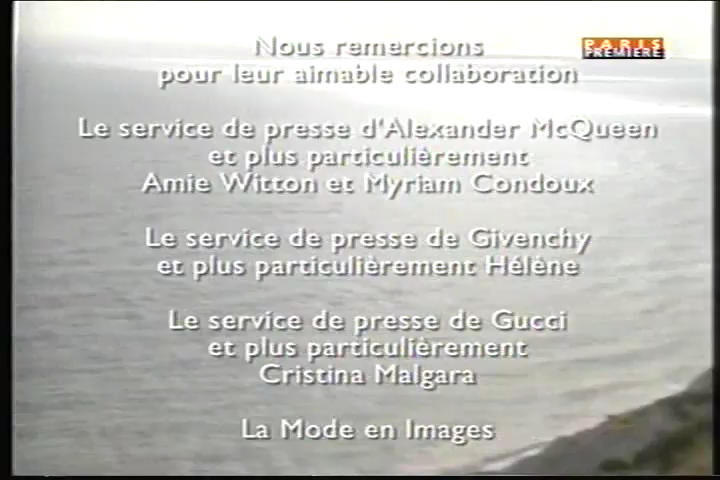 Nous remercions
pour leur aimable collaboration
PARIS
PREMIERE
Le service de presse d'Alexander McQueen
et plus particulièrement
Amie Witton et Myriam Condoux
Le service de presse de Givenchy
et plus particulièrement Hélène
Le service de presse de Gucci
et plus particulièrement
Cristina Malgara
La Mode en Images